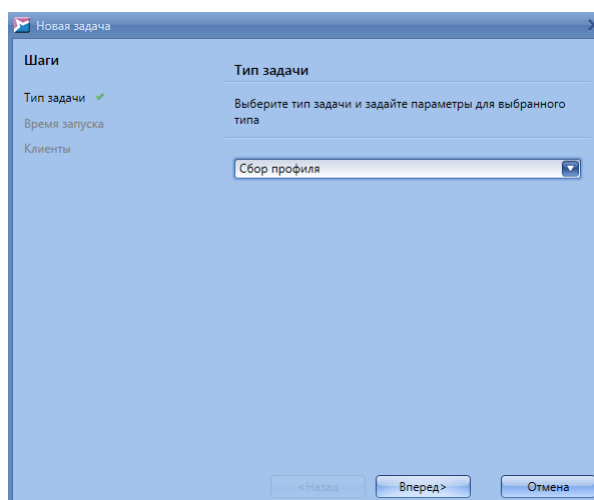 Новая задача
Шаги
Тип задачи
Время запуска
Клиенты
Тип задачи
Выберите тип задачи и задайте параметры для выбранного
типа
Сбор профиля
<Назад
Вперед>
Отмена